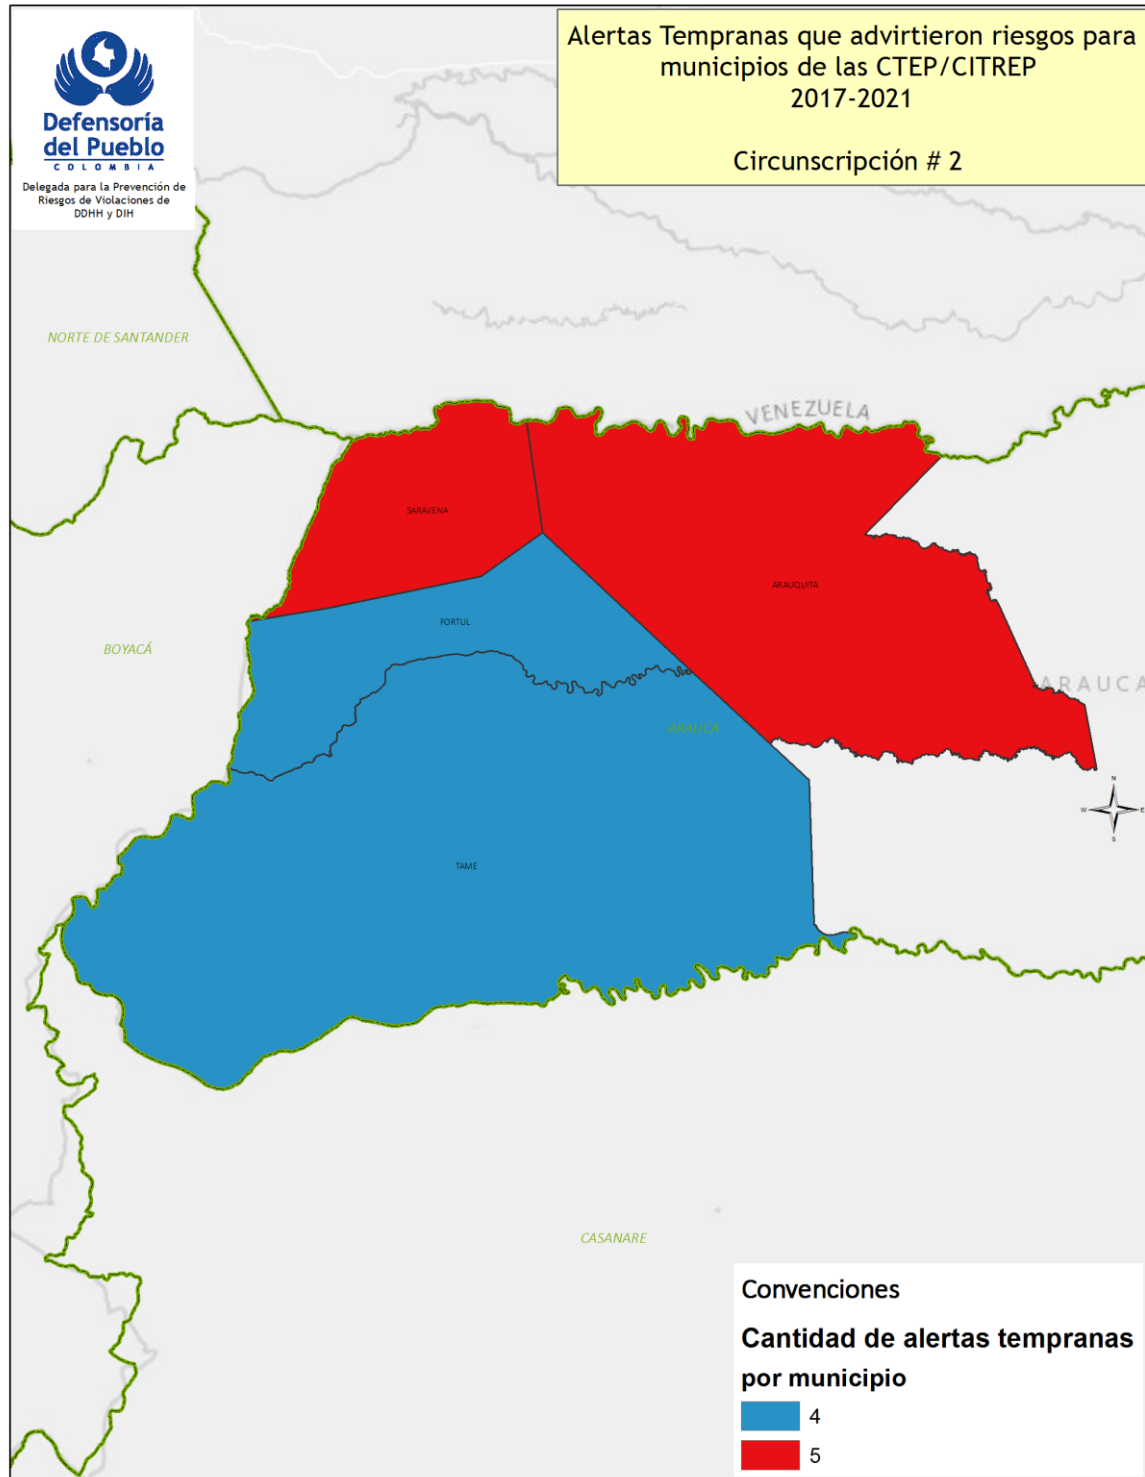 Defensoría
del Pueblo
COLOMBIA
Delegada para la Prevención de
Riesgos de Violaciones de
DDHH y DIH
Alertas Tempranas que advirtieron riesgos para
municipios de las CTEP/CITREP
2017-2021
Circunscripción # 2
NORTE DE SANTANDER
VENEZUELA
SARAVENA
ARAUQUITA
FORTUL
BOYACÁ
ARAUCA
ARAUCA
N
W
E
S
TAME
CASANARE
Convenciones
Cantidad de alertas tempranas
por municipio
4
5